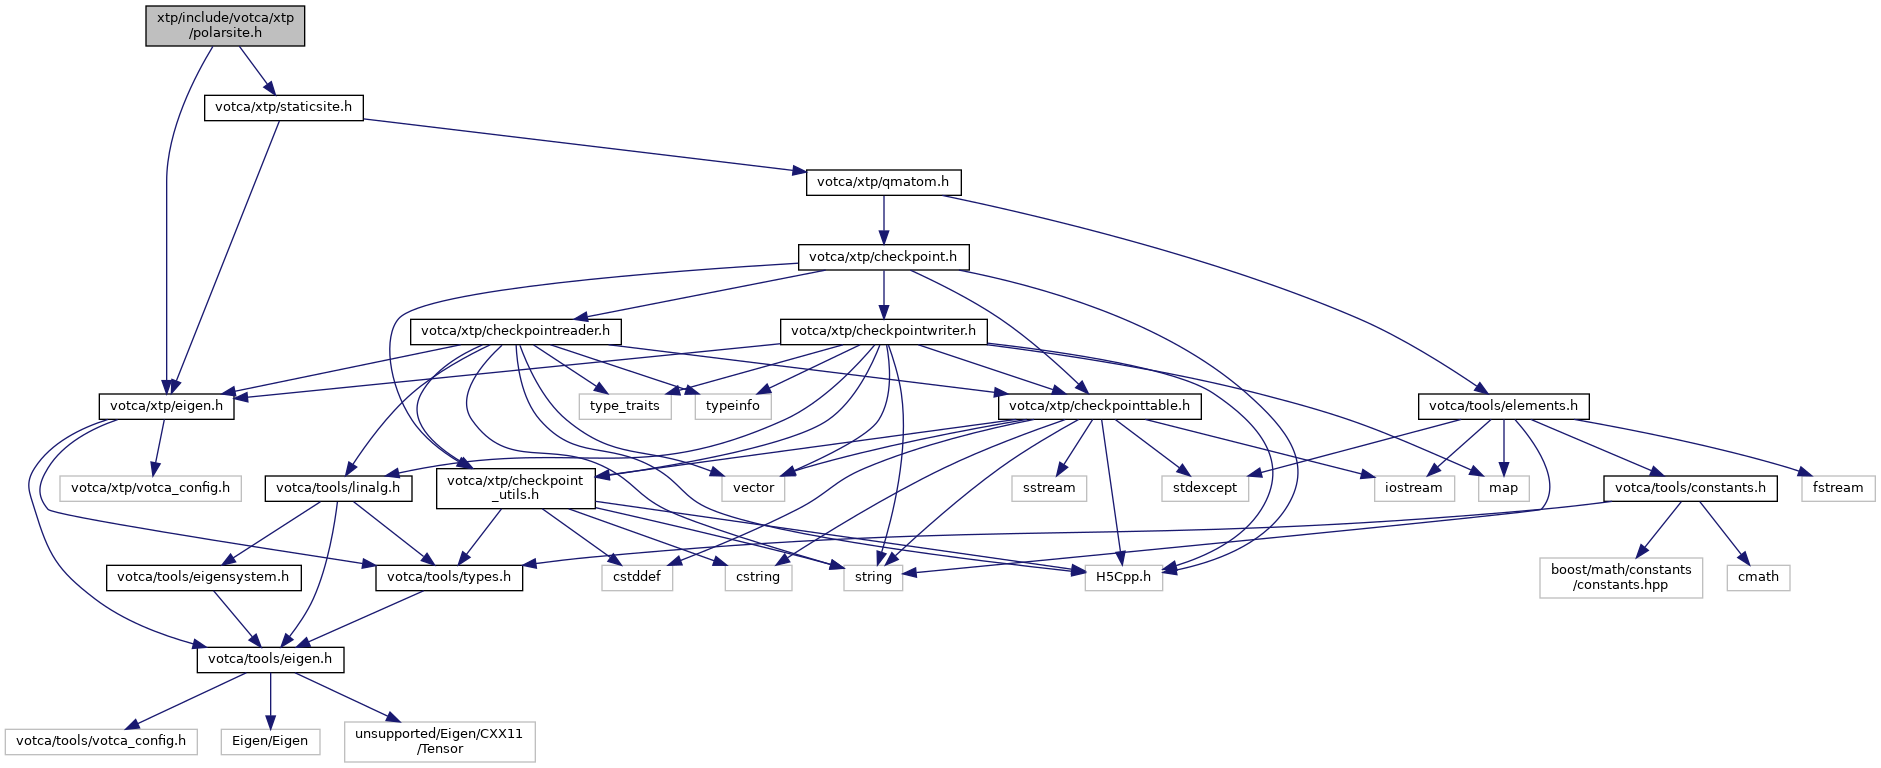 xtp/include/votca/xtp
/polarsite.h
votca/xtp/staticsite.h
votca/xtp/qmatom.h
votca/xtp/checkpoint.h
votca/xtp/checkpointreader.h
votca/xtp/checkpointwriter.h
votca/xtp/eigen.h
type_traits
typeinfo
votca/xtp/checkpointtable.h
votca/tools/elements.h
votca/xtp/votca_config.h
votca/tools/linalg.h
votca/xtp/checkpoint
_utils.h
vector
sstream
stdexcept
iostream
map
votca/tools/constants.h
fstream
votca/tools/eigensystem.h
votca/tools/types.h
cstddef
cstring
string
H5Cpp.h
boost/math/constants
/constants.hpp
cmath
votca/tools/eigen.h
votca/tools/votca_config.h
Eigen/Eigen
unsupported/Eigen/CXX11
/Tensor